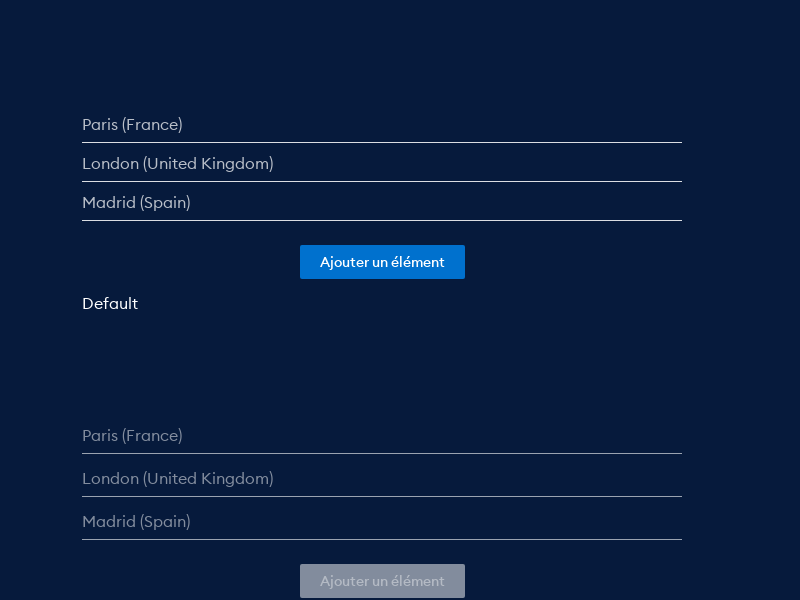 Paris (France)
London (United Kingdom)
Madrid (Spain)
Ajouter un élément
Default
Paris (France)
London (United Kingdom)
Madrid (Spain)
Ajouter un élément